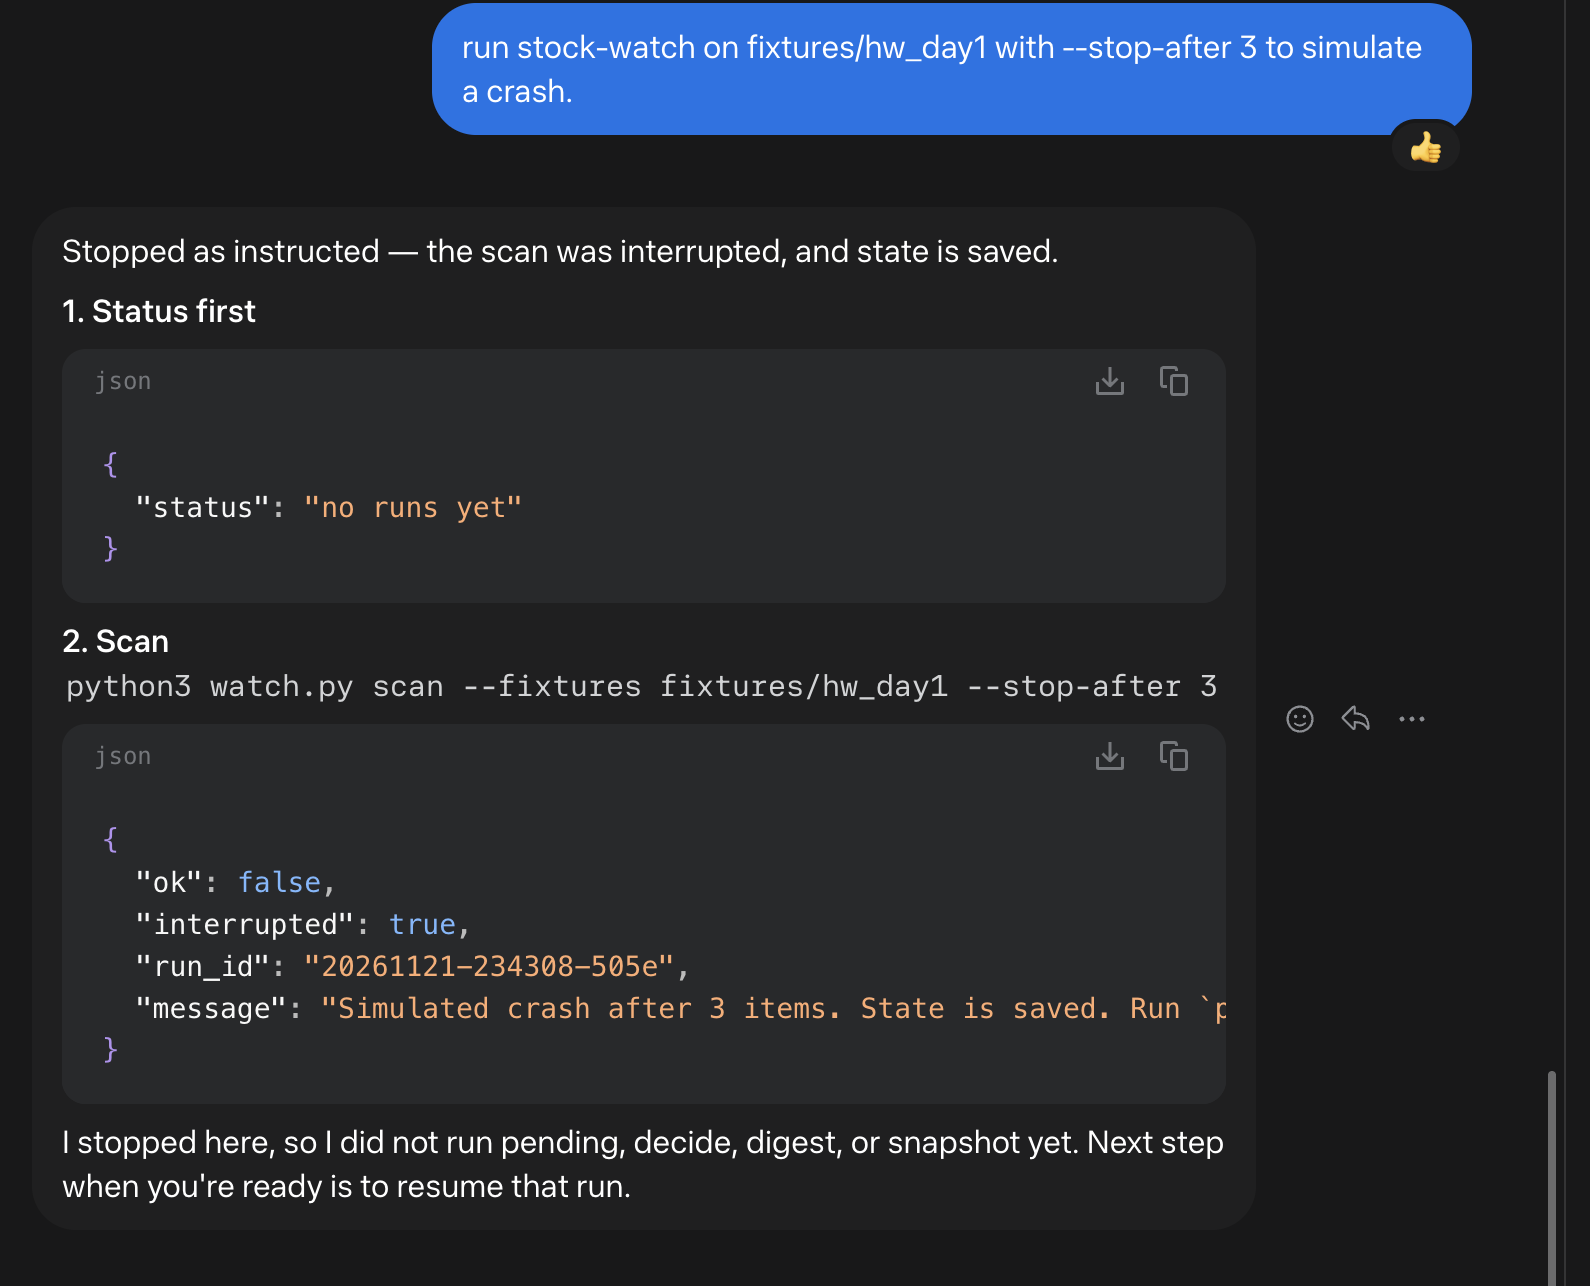 run stock-watch on fixtures/hw_day1 with --stop-after 3 to simulate
a crash.
Stopped as instructed — the scan was interrupted, and state is saved.
1. Status first
json
{
  "status": "no runs yet"
}
2. Scan
python3 watch.py scan --fixtures fixtures/hw_day1 --stop-after 3
json
{
  "ok": false,
  "interrupted": true,
  "run_id": "20261121-234308-505e",
  "message": "Simulated crash after 3 items. State is saved. Run `p
}
I stopped here, so I did not run pending, decide, digest, or snapshot yet. Next step
when you're ready is to resume that run.